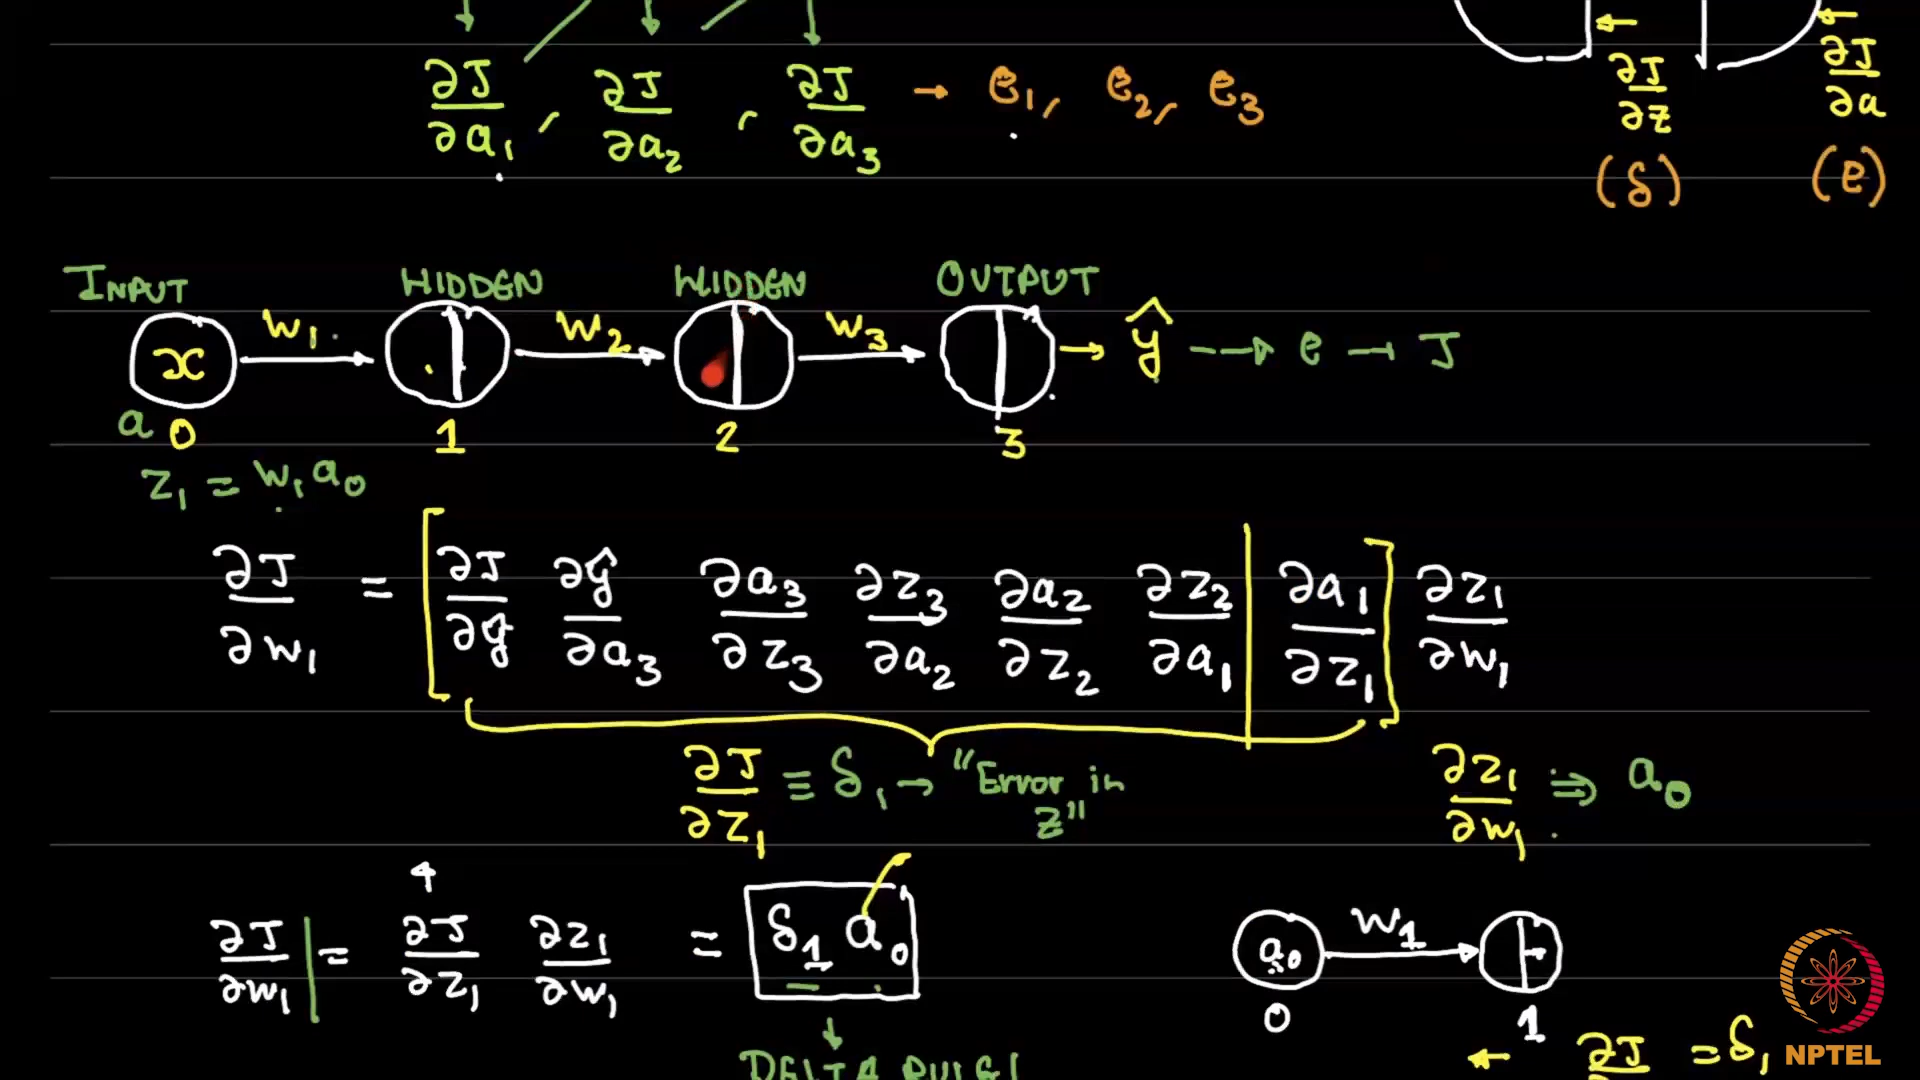 ∂J/∂a₁ , ∂J/∂a₂ , ∂J/∂a₃ → e₁, e₂, e₃
∂J/∂z ∂J/∂a
(δ) (e)
INPUT HIDDEN HIDDEN OUTPUT
x w₁ w₂ w₃ → ŷ --→ e → J
a 0 1 2 3
z₁ = w₁a₀
∂J/∂w₁ = [∂J/∂ŷ ∂ŷ/∂a₃ ∂a₃/∂z₃ ∂z₃/∂a₂ ∂a₂/∂z₂ ∂z₂/∂a₁ | ∂a₁/∂z₁] ∂z₁/∂w₁
∂J/∂z₁ ≡ δ₁ → "Error in z" ∂z₁/∂w₁ ⇒ a₀
∂J/∂w₁ | = ∂J/∂z₁ ∂z₁/∂w₁ = δ₁ a₀
a₀ w₁
0 1
DELTA RULE!
← ∂J = δ₁
NPTEL